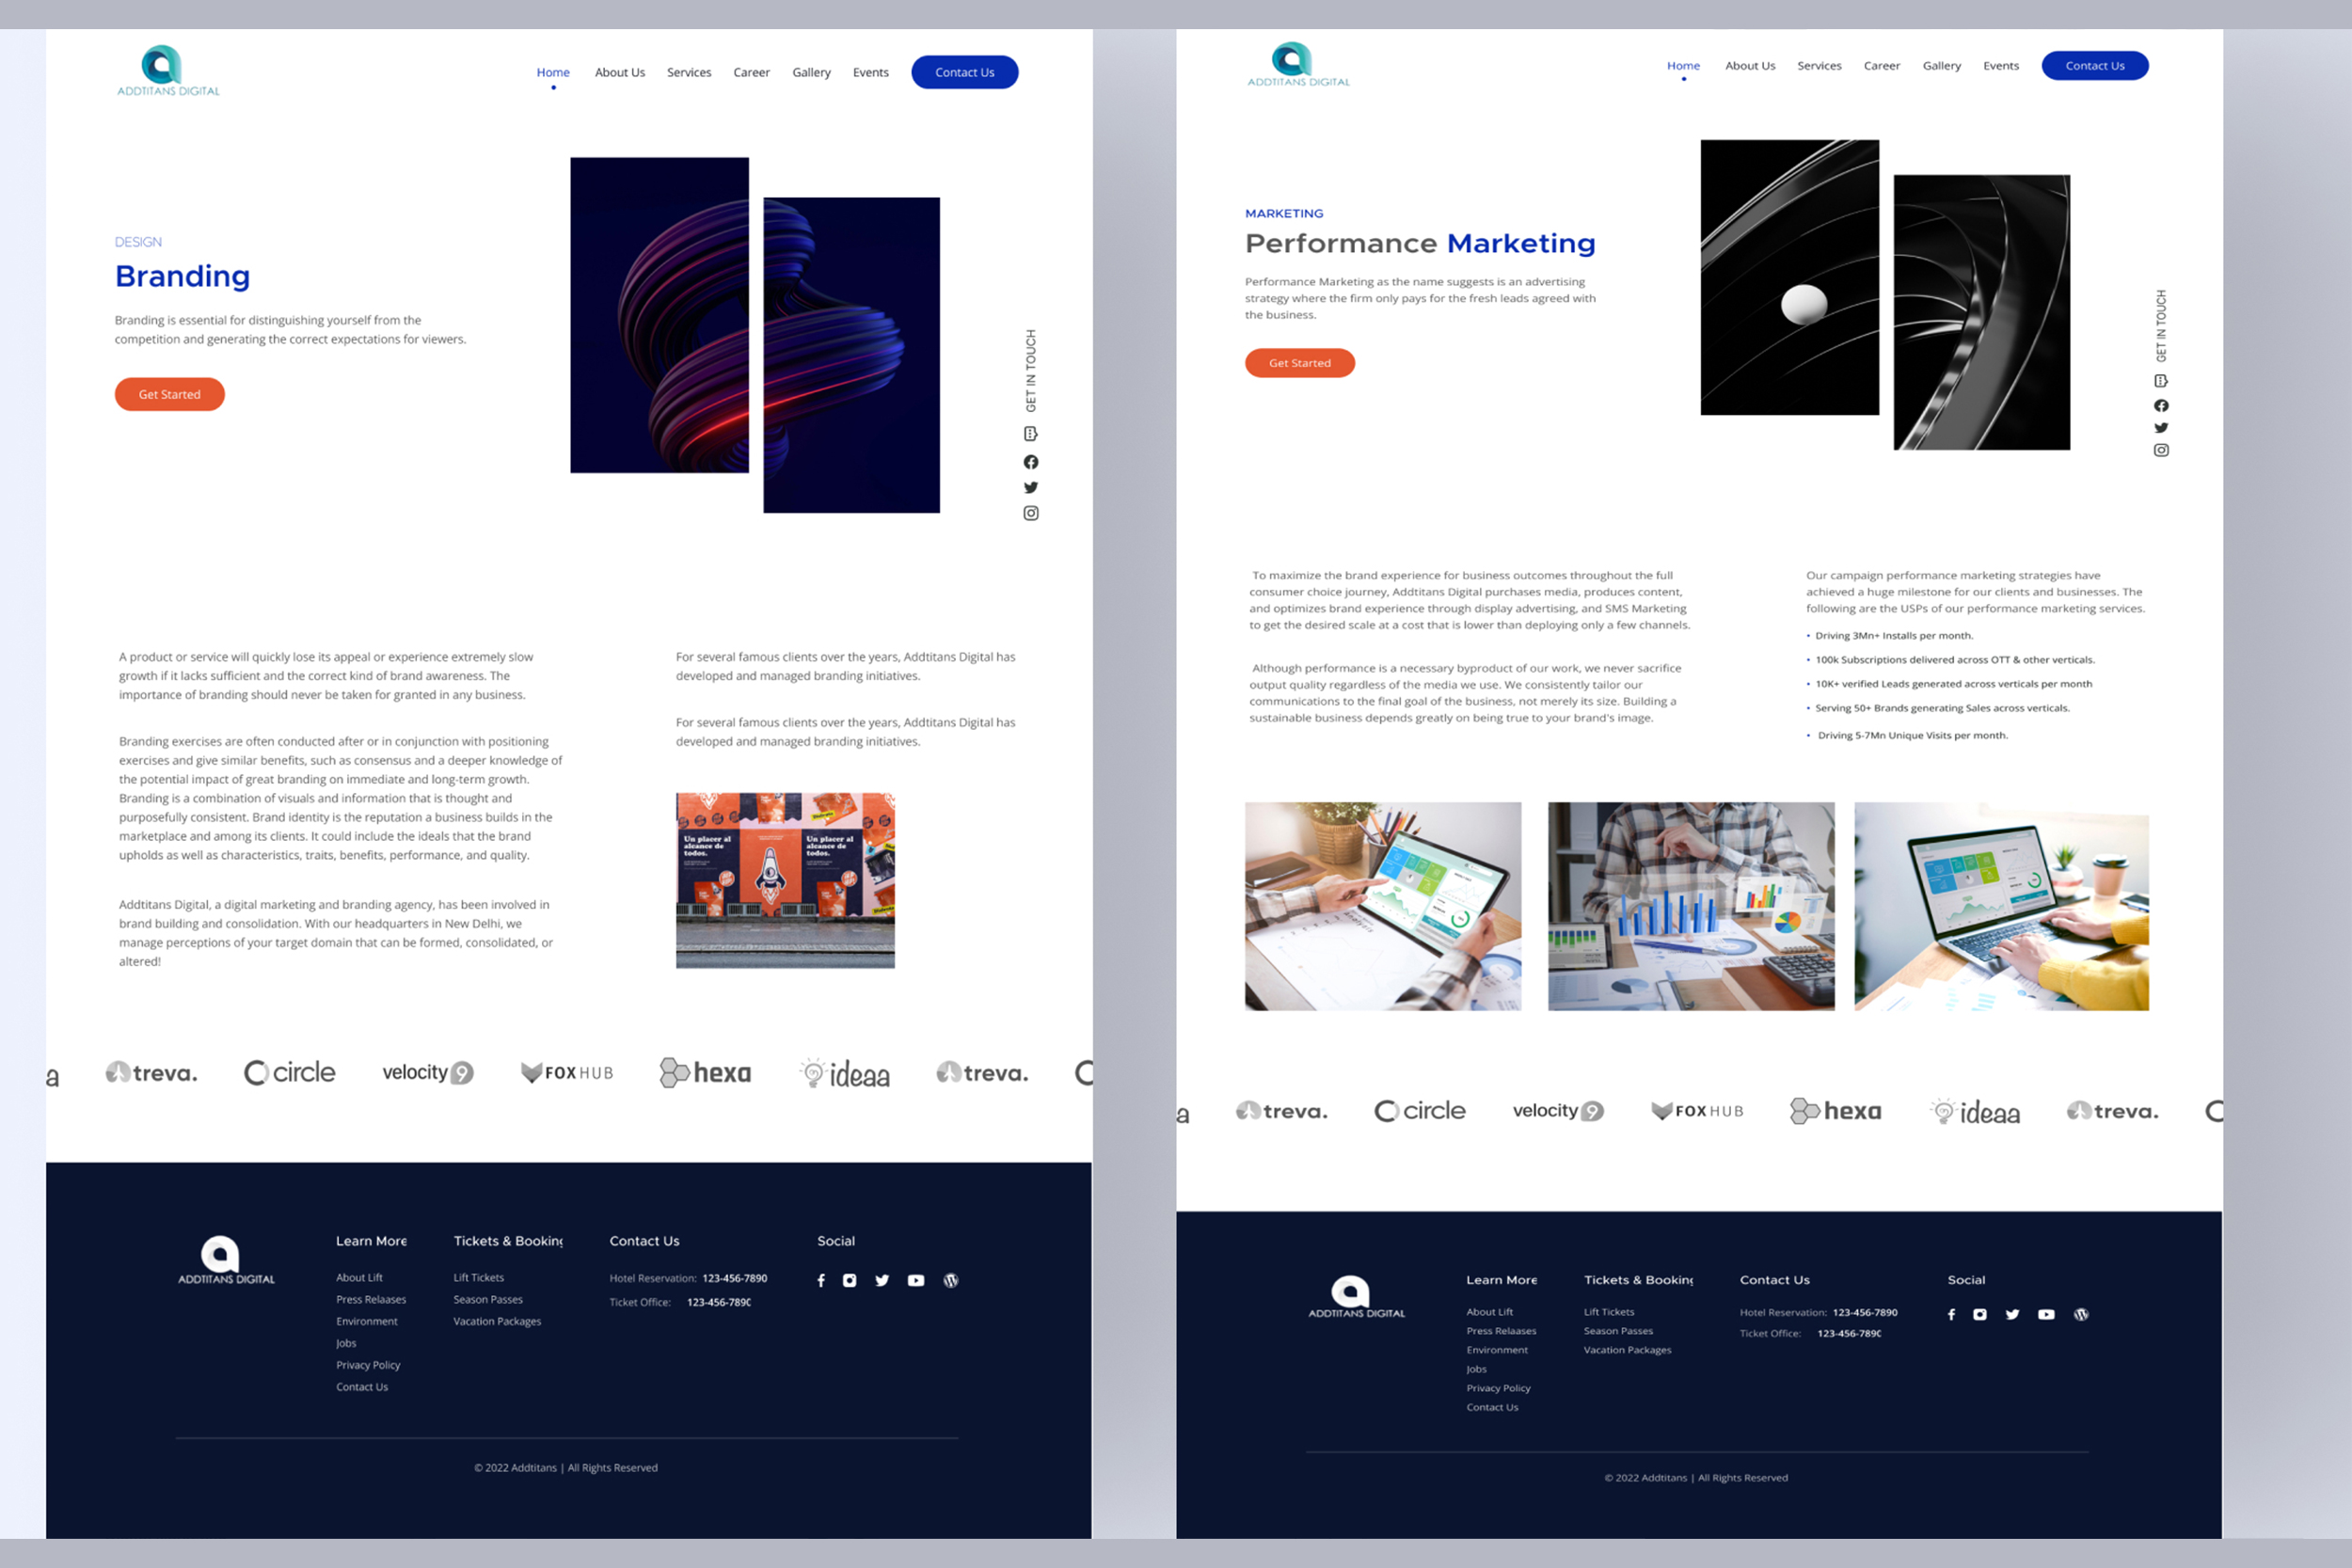 ADDTITANS DIGITAL
Home About Us Services Career Gallery Events Contact Us
DESIGN
Branding
Branding is essential for distinguishing yourself from the
competition and generating the correct expectations for viewers.
Get Started
GET IN TOUCH
A product or service will quickly lose its appeal or experience extremely slow
growth if it lacks sufficient and the correct kind of brand awareness. The
importance of branding should never be taken for granted in any business.
Branding exercises are often conducted after or in conjunction with positioning
exercises and give similar benefits, such as consensus and a deeper knowledge of
the potential impact of great branding on immediate and long-term growth.
Branding is a combination of visuals and information that is thought and
purposefully consistent. Brand identity is the reputation a business builds in the
marketplace and among its clients. It could include the ideals that the brand
upholds as well as characteristics, traits, benefits, performance, and quality.
Addtitans Digital, a digital marketing and branding agency, has been involved in
brand building and consolidation. With our headquarters in New Delhi, we
manage perceptions of your target domain that can be formed, consolidated, or
altered!
For several famous clients over the years, Addtitans Digital has
developed and managed branding initiatives.
For several famous clients over the years, Addtitans Digital has
developed and managed branding initiatives.
Un placer al
alcance de
todos.
Un placer al
alcance de
todos.
a treva. circle velocity 9 FOXHUB hexa ideaa treva.
ADDTITANS DIGITAL
Learn More
About Lift
Press Relaases
Environment
Jobs
Privacy Policy
Contact Us
Tickets & Booking
Lift Tickets
Season Passes
Vacation Packages
Contact Us
Hotel Reservation: 123-456-7890
Ticket Office: 123-456-7890
Social
© 2022 Addtitans | All Rights Reserved
ADDTITANS DIGITAL
Home About Us Services Career Gallery Events Contact Us
MARKETING
Performance Marketing
Performance Marketing as the name suggests is an advertising
strategy where the firm only pays for the fresh leads agreed with
the business.
Get Started
GET IN TOUCH
To maximize the brand experience for business outcomes throughout the full
consumer choice journey, Addtitans Digital purchases media, produces content,
and optimizes brand experience through display advertising, and SMS Marketing
to get the desired scale at a cost that is lower than deploying only a few channels.
Although performance is a necessary byproduct of our work, we never sacrifice
output quality regardless of the media we use. We consistently tailor our
communications to the final goal of the business, not merely its size. Building a
sustainable business depends greatly on being true to your brand's image.
Our campaign performance marketing strategies have
achieved a huge milestone for our clients and businesses. The
following are the USPs of our performance marketing services.
• Driving 3Mn+ Installs per month.
• 100k Subscriptions delivered across OTT & other verticals.
• 10K+ verified Leads generated across verticals per month
• Serving 50+ Brands generating Sales across verticals.
• Driving 5-7Mn Unique Visits per month.
a treva. circle velocity 9 FOXHUB hexa ideaa treva.
ADDTITANS DIGITAL
Learn More
About Lift
Press Relaases
Environment
Jobs
Privacy Policy
Contact Us
Tickets & Booking
Lift Tickets
Season Passes
Vacation Packages
Contact Us
Hotel Reservation: 123-456-7890
Ticket Office: 123-456-7890
Social
© 2022 Addtitans | All Rights Reserved